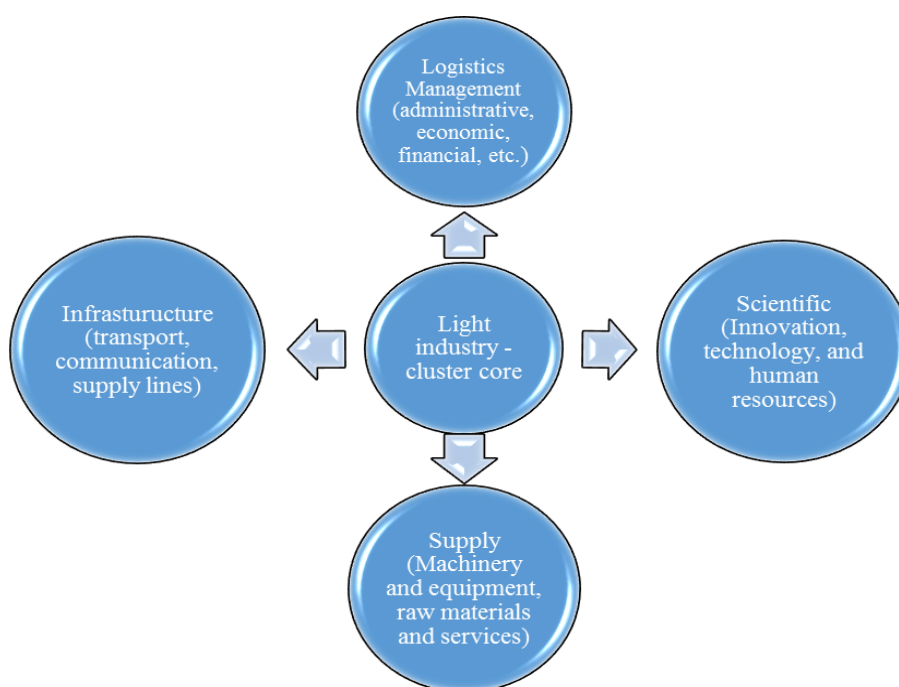 Logistics
Management
(administrative,
economic,
financial, etc.)
Infrasturucture
(transport,
communication,
supply lines)
Light
industry -
cluster core
Scientific
(Innovation,
technology, and
human
resources)
Supply
(Machinery
and equipment,
raw materials
and services)